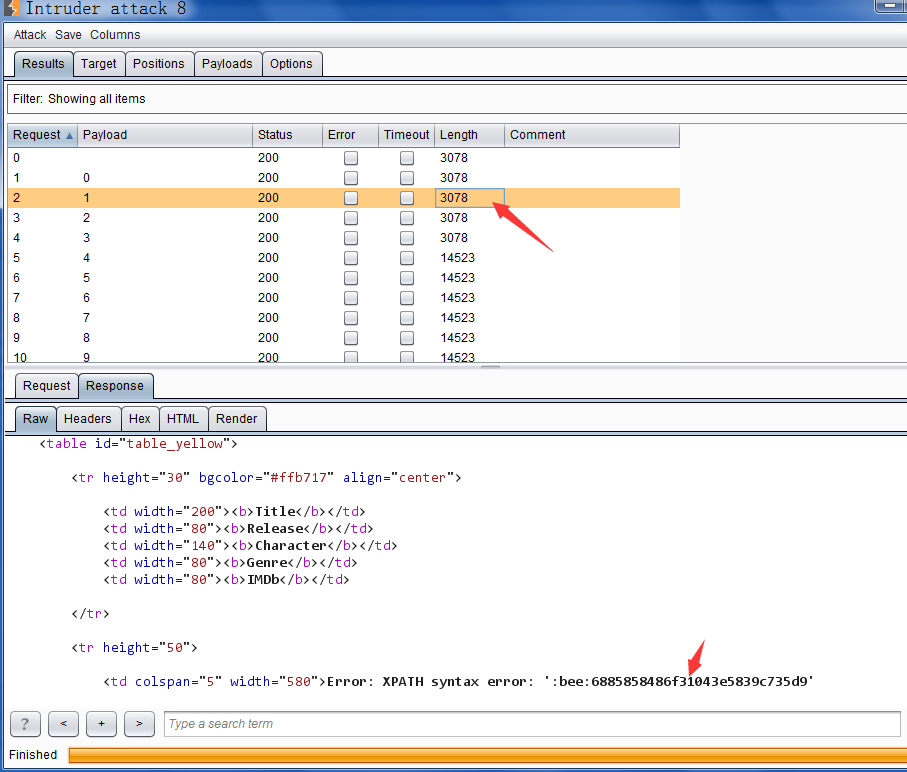 Intruder attack 8
Attack Save Columns
Results Target Positions Payloads Options
Filter: Showing all items
Request Payload Status Error Timeout Length Comment
0 200 3078
1 0 200 3078
2 1 200 3078
3 2 200 3078
4 3 200 3078
5 4 200 14523
6 5 200 14523
7 6 200 14523
8 7 200 14523
9 8 200 14523
10 9 200 14523
Request Response
Raw Headers Hex HTML Render
<table id="table_yellow">
<tr height="30" bgcolor="#ffb717" align="center">
<td width="200"><b>Title</b></td>
<td width="80"><b>Release</b></td>
<td width="140"><b>Character</b></td>
<td width="80"><b>Genre</b></td>
<td width="80"><b>IMDb</b></td>
</tr>
<tr height="50">
<td colspan="5" width="580">Error: XPATH syntax error: ':bee:6885858486f31043e5839c735d9'
? < + > Type a search term
Finished